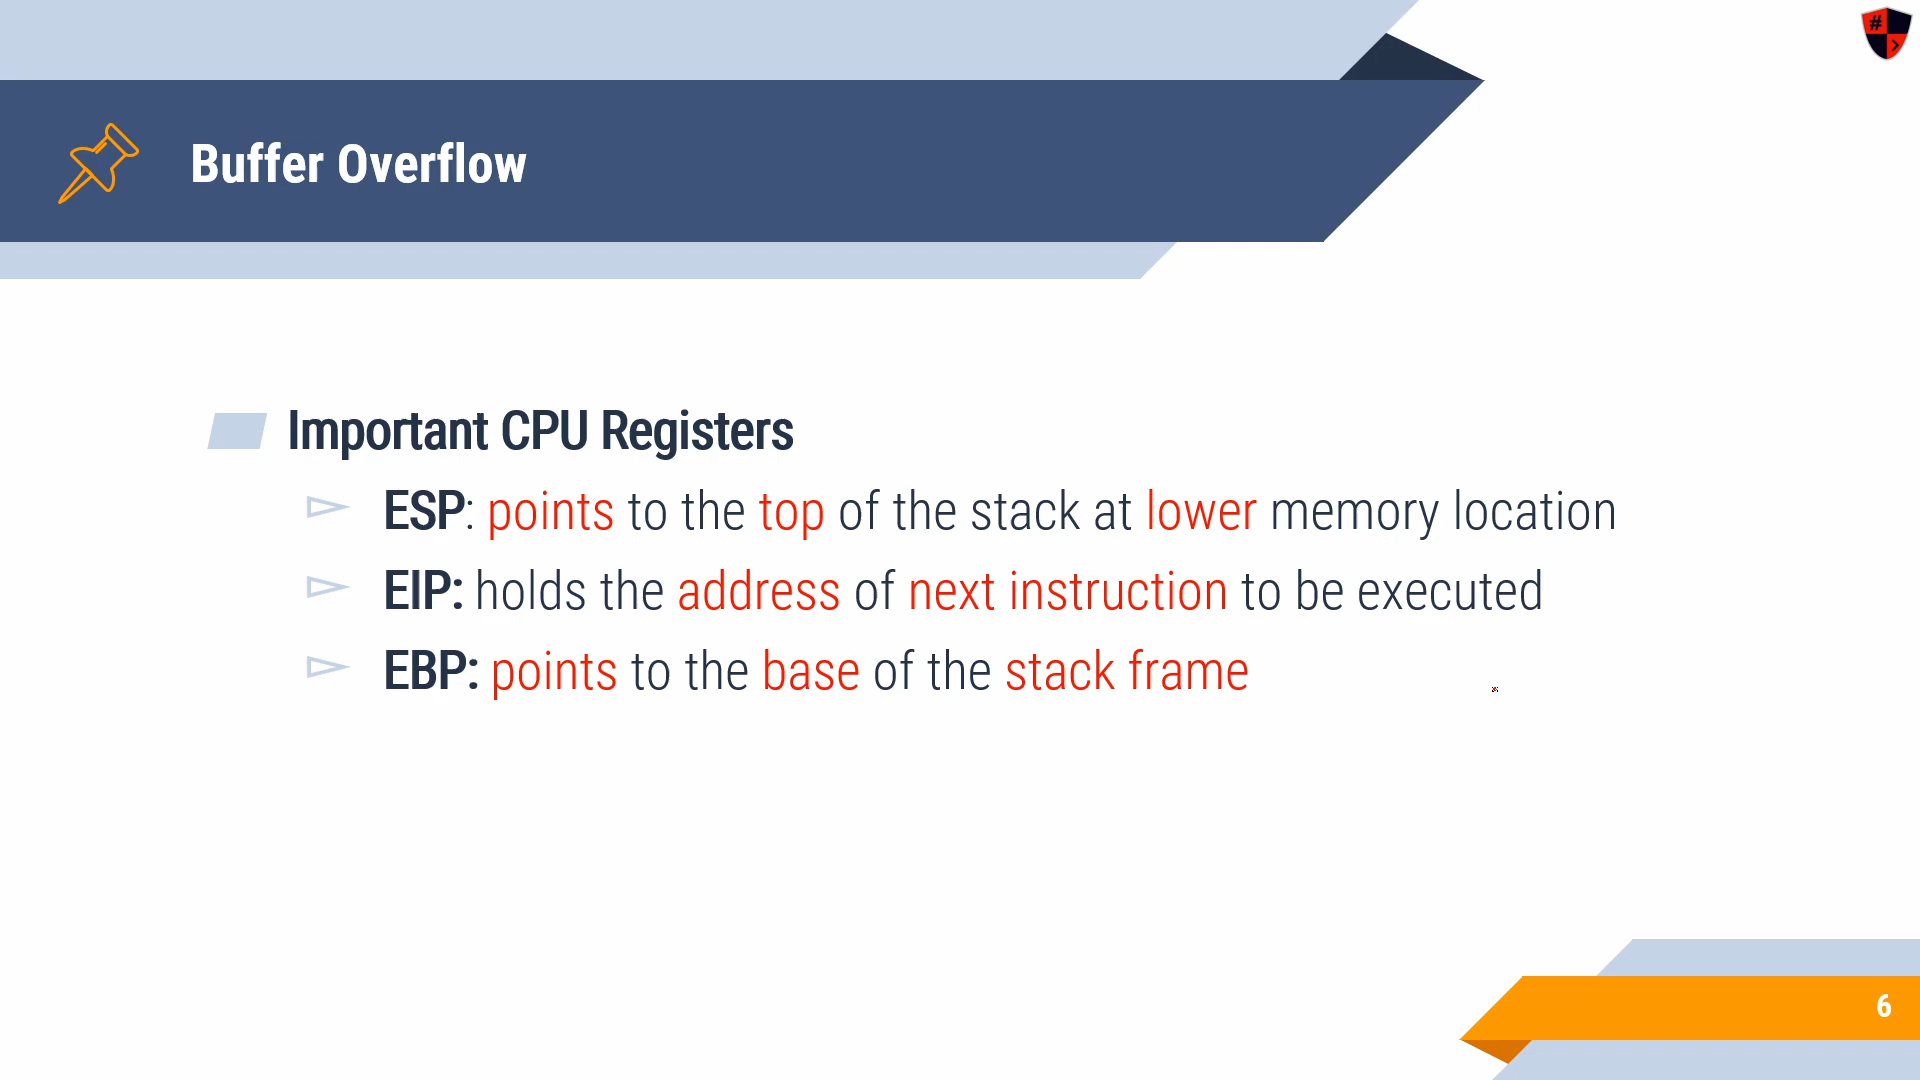 #
>
Buffer Overflow
Important CPU Registers
ESP: points to the top of the stack at lower memory location
EIP: holds the address of next instruction to be executed
EBP: points to the base of the stack frame
6